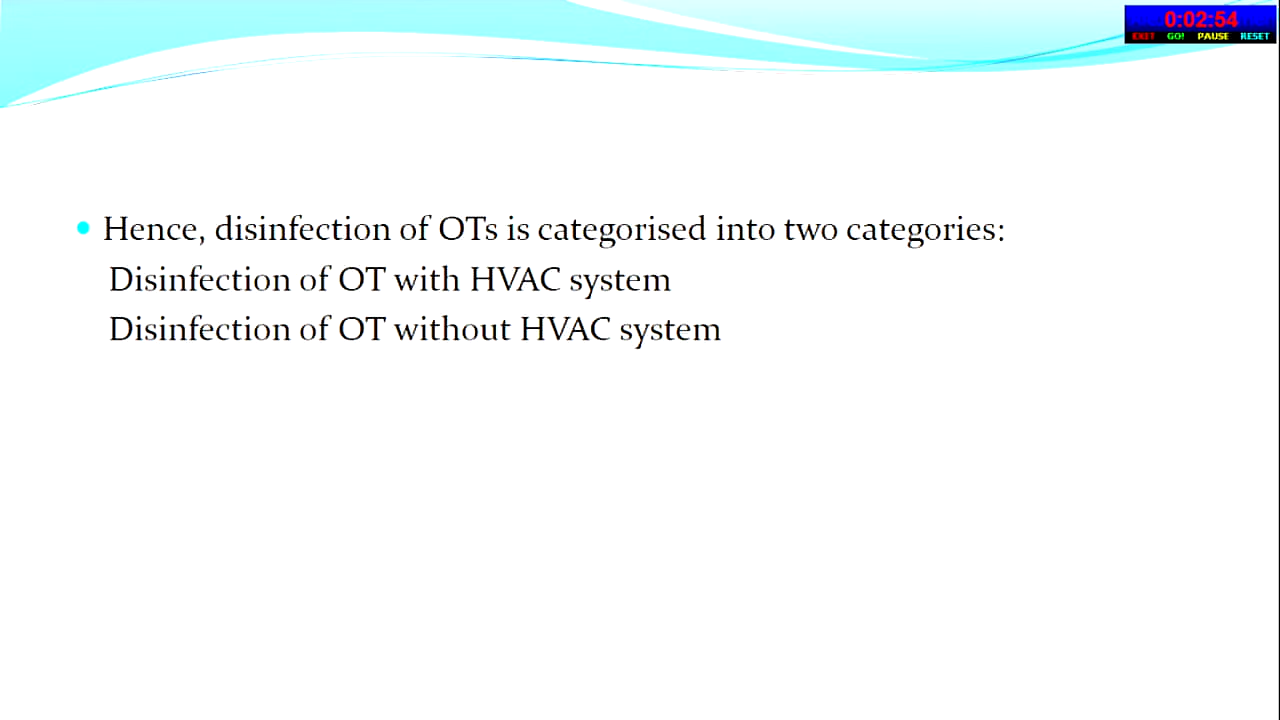 0:02:54
EXIT GO! PAUSE RESET
Hence, disinfection of OTs is categorised into two categories:
Disinfection of OT with HVAC system
Disinfection of OT without HVAC system